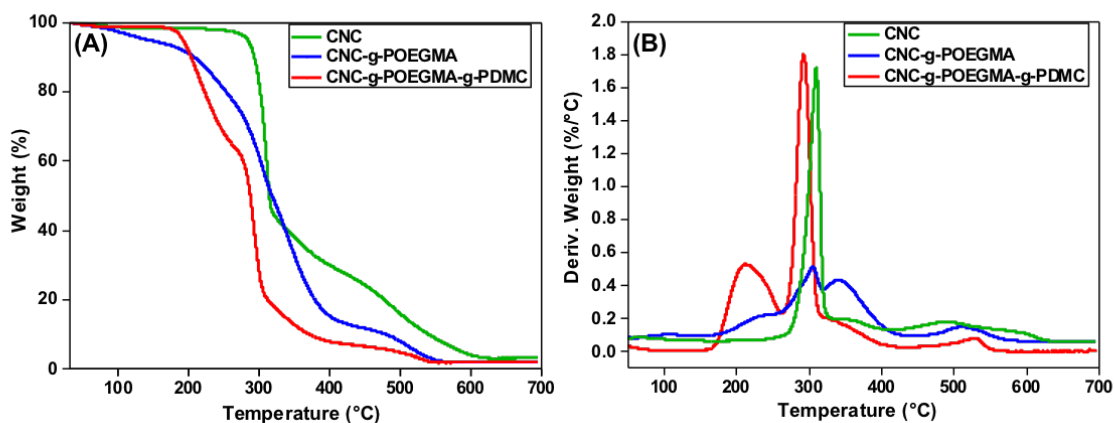 (A)
CNC
CNC-g-POEGMA
CNC-g-POEGMA-g-PDMC
Weight (%)
100
80
60
40
20
0
100 200 300 400 500 600 700
Temperature (°C)
(B)
CNC
CNC-g-POEGMA
CNC-g-POEGMA-g-PDMC
Deriv. Weight (%/°C)
2.0
1.8
1.6
1.4
1.2
1.0
0.8
0.6
0.4
0.2
0.0
100 200 300 400 500 600 700
Temperature (°C)